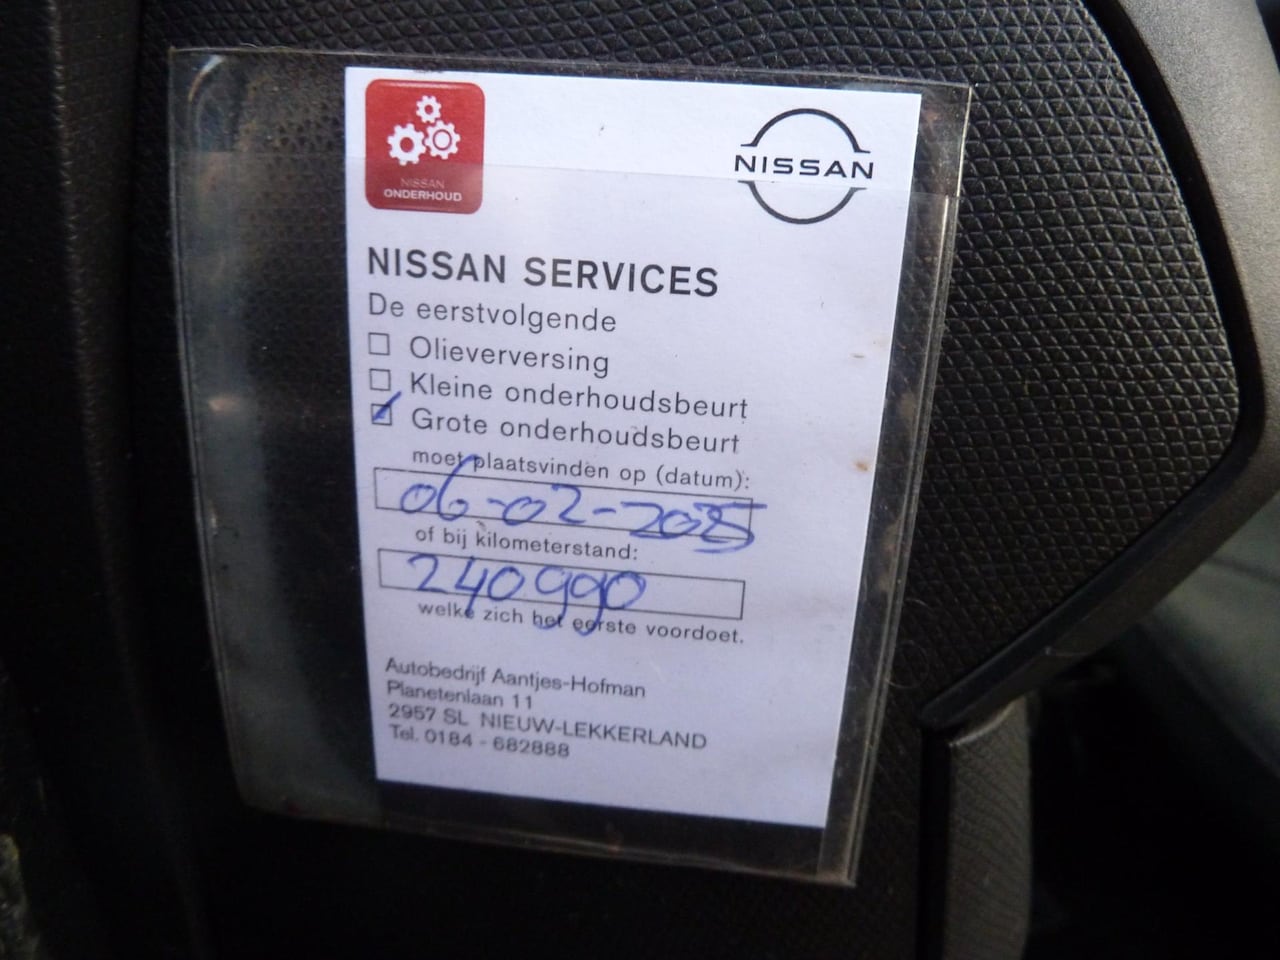 NISSAN
ONDERHOUD
NISSAN
NISSAN SERVICES
De eerstvolgende
Olieverversing
Kleine onderhoudsbeurt
Grote onderhoudsbeurt
moet plaatsvinden op (datum):
06-02-2025
of bij kilometerstand:
240990
welke zich het eerste voordoet.
Autobedrijf Aantjes-Hofman
Planetenlaan 11
2957 SL NIEUW-LEKKERLAND
Tel. 0184 - 682888